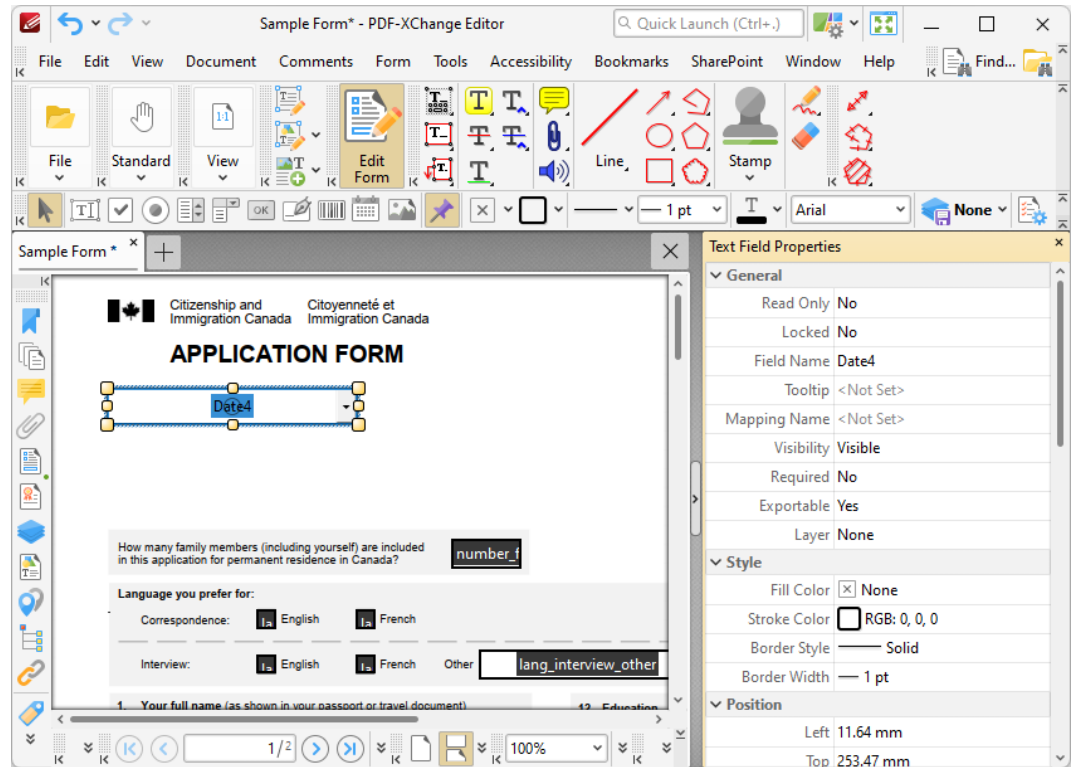 Sample Form* - PDF-XChange Editor
Quick Launch (Ctrl+.)
File Edit View Document Comments Form Tools Accessibility Bookmarks SharePoint Window Help Find...
File Standard View Edit Form Line Stamp
OK 1 pt Arial None
Sample Form *
Citizenship and Immigration Canada
Citoyenneté et Immigration Canada
APPLICATION FORM
Date4
How many family members (including yourself) are included
in this application for permanent residence in Canada?
number_f
Language you prefer for:
Correspondence: la English la French
Interview: la English la French Other lang_interview_other
1. Your full name (as shown in your passport or travel document)
12. Education
1/2
100%
Text Field Properties
General
Read Only No
Locked No
Field Name Date4
Tooltip <Not Set>
Mapping Name <Not Set>
Visibility Visible
Required No
Exportable Yes
Layer None
Style
Fill Color None
Stroke Color RGB: 0, 0, 0
Border Style Solid
Border Width 1 pt
Position
Left 11.64 mm
Top 253.47 mm